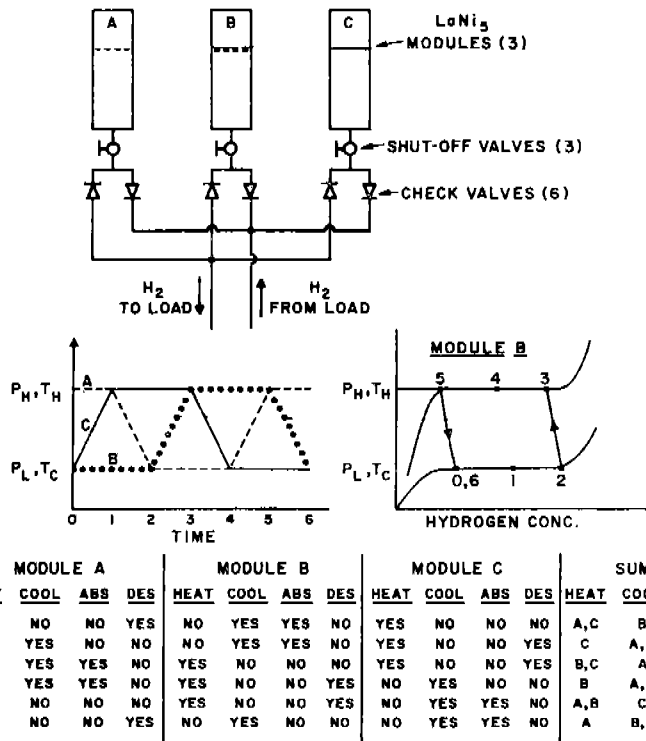 A
B
C
LaNi5
MODULES (3)
SHUT-OFF VALVES (3)
CHECK VALVES (6)
H2
TO LOAD
H2
FROM LOAD
PH, TH
A
C
B
PL, TC
0 1 2 3 4 5 6
TIME
MODULE B
PH, TH
5 4 3
PL, TC
0,6 1 2
HYDROGEN CONC.
MODULE A MODULE B MODULE C SUM
COOL ABS DES HEAT COOL ABS DES HEAT COOL ABS DES HEAT COO
NO NO YES NO YES YES NO YES NO NO NO A,C B
YES NO NO NO YES YES NO YES NO NO YES C A,
YES YES NO YES NO NO NO YES NO NO YES B,C A
YES YES NO YES NO NO YES NO YES NO NO B A,
NO NO NO YES NO NO YES NO YES YES NO A,B C
NO NO YES NO YES NO NO NO YES YES NO A B,